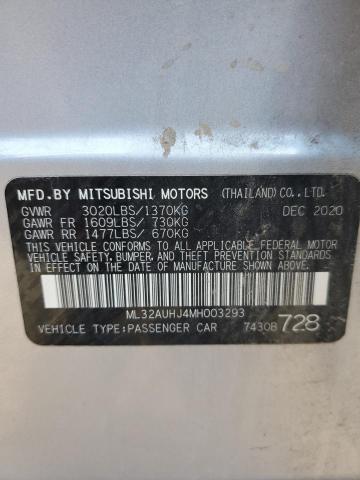 MFD.BY MITSUBISHI MOTORS (THAILAND)CO.,LTD.
GVWR 3020LBS/1370KG DEC 2020
GAWR FR 1609LBS/ 730KG
GAWR RR 1477LBS/ 670KG
THIS VEHICLE CONFORMS TO ALL APPLICABLE FEDERAL MOTOR
VEHICLE SAFETY, BUMPER, AND THEFT PREVENTION STANDARDS
IN EFFECT ON THE DATE OF MANUFACTURE SHOWN ABOVE.
ML32AUHJ4MH003293
VEHICLE TYPE:PASSENGER CAR 74308 728